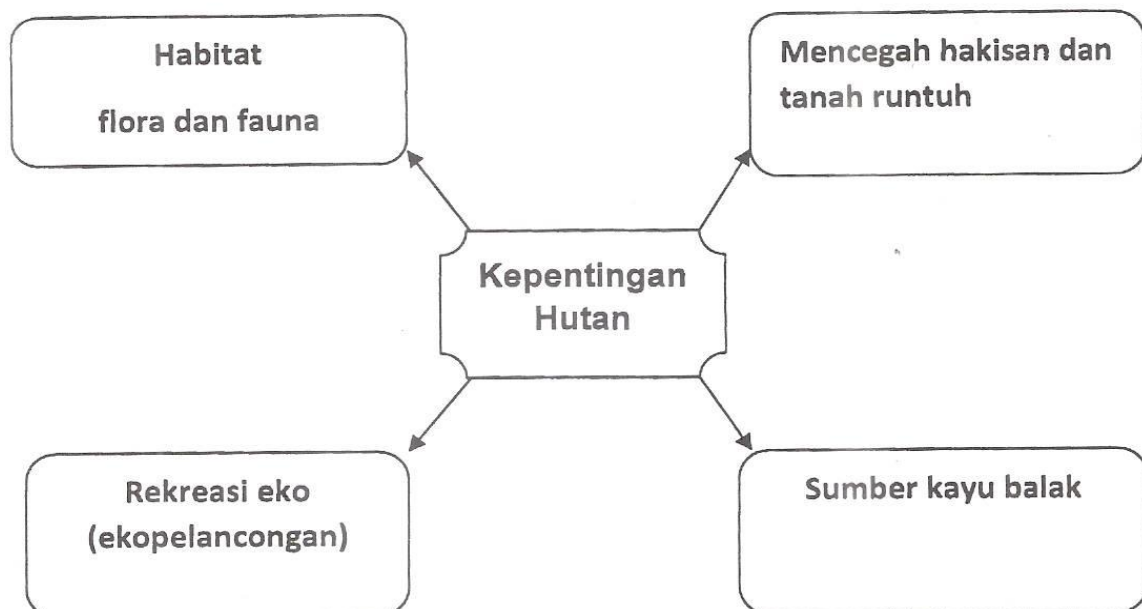 Habitat
flora dan fauna
Mencegah hakisan dan
tanah runtuh
Kepentingan
Hutan
Rekreasi eko
(ekopelancongan)
Sumber kayu balak